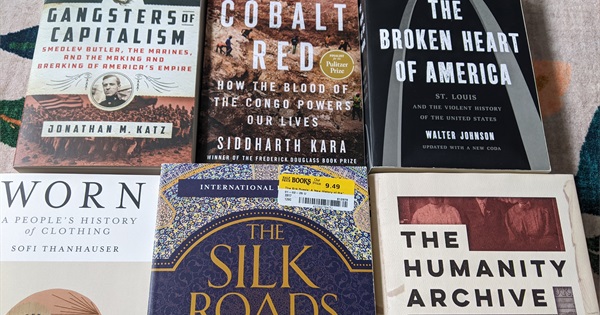 GANGSTERS OF
CAPITALISM
SMEDLEY BUTLER, THE MARINES,
AND THE MAKING AND
BREAKING OF AMERICA'S EMPIRE
JONATHAN M. KATZ
COBALT
RED
Pulitzer
Prize
HOW THE BLOOD OF
THE CONGO POWERS
OUR LIVES
SIDDHARTH KARA
WINNER OF THE FREDERICK DOUGLASS BOOK PRIZE
THE
BROKEN HEART
OF AMERICA
ST. LOUIS
AND THE VIOLENT HISTORY
OF THE UNITED STATES
WALTER JOHNSON
UPDATED WITH A NEW CODA
WORN
A PEOPLE'S HISTORY
OF CLOTHING
SOFI THANHAUSER
INTERNATIONAL
BOOKS
9.49
THE
SILK
ROADS
THE
HUMANITY
ARCHIVE